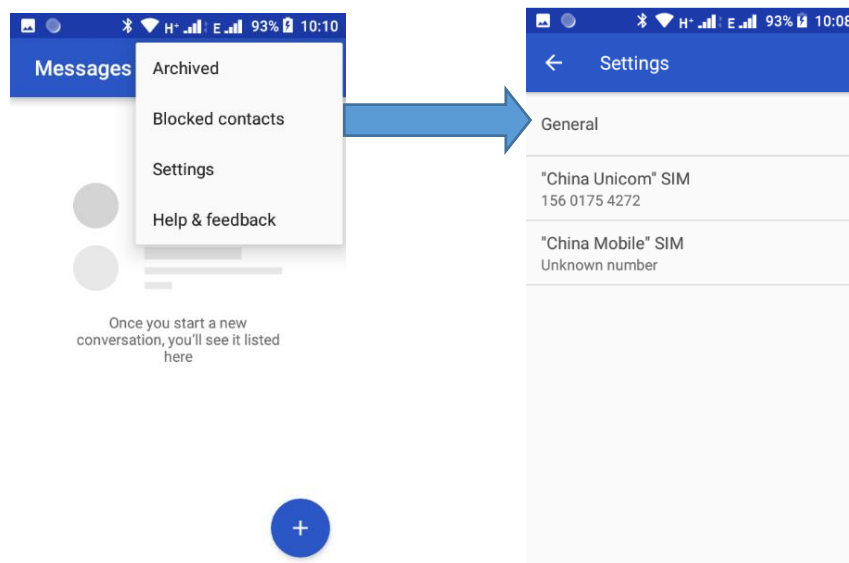 H+ E 93% 10:10
Messages
Archived
Blocked contacts
Settings
Help & feedback
Once you start a new
conversation, you'll see it listed
here
H+ E 93% 10:08
Settings
General
"China Unicom" SIM
156 0175 4272
"China Mobile" SIM
Unknown number